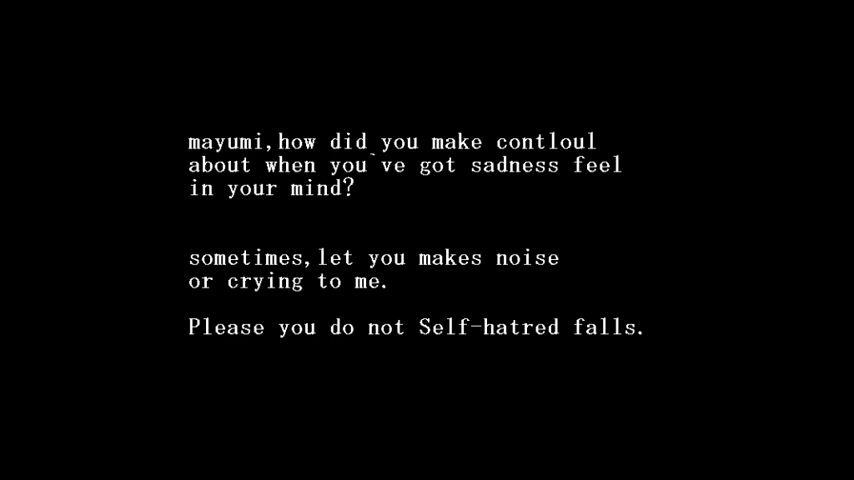 mayumi,how did you make contloul
about when you`ve got sadness feel
in your mind?
sometimes,let you makes noise
or crying to me.
Please you do not Self-hatred falls.